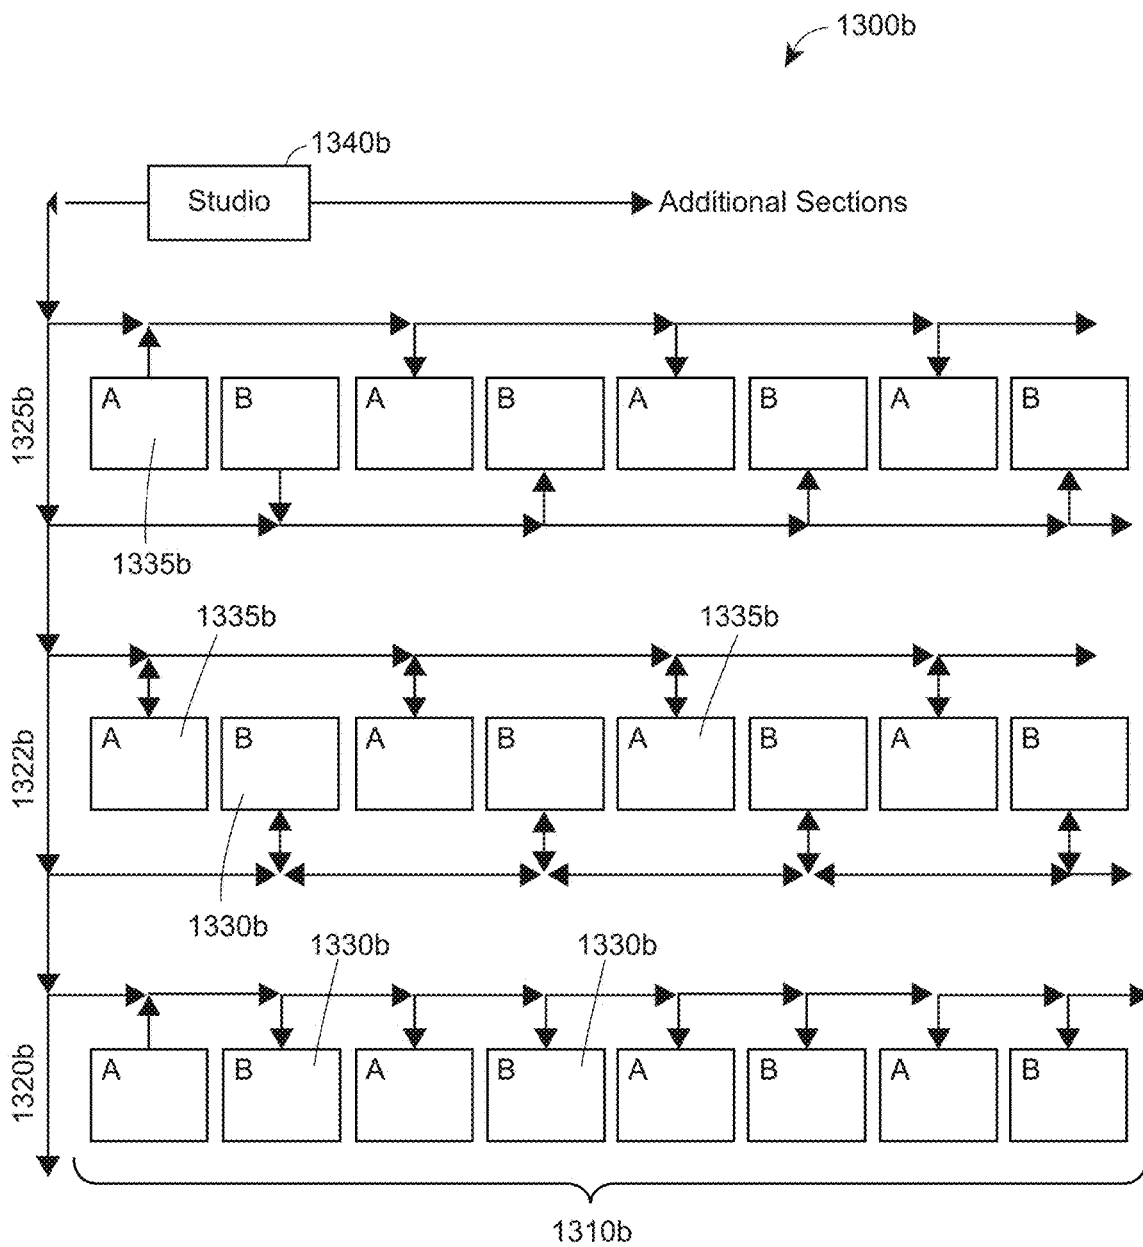 1300b
1340b
Studio
Additional Sections
1325b
A B A B A B A B
1335b
1335b 1335b
1322b
A B A B A B A B
1330b
1330b 1330b
1320b
A B A B A B A B
1310b